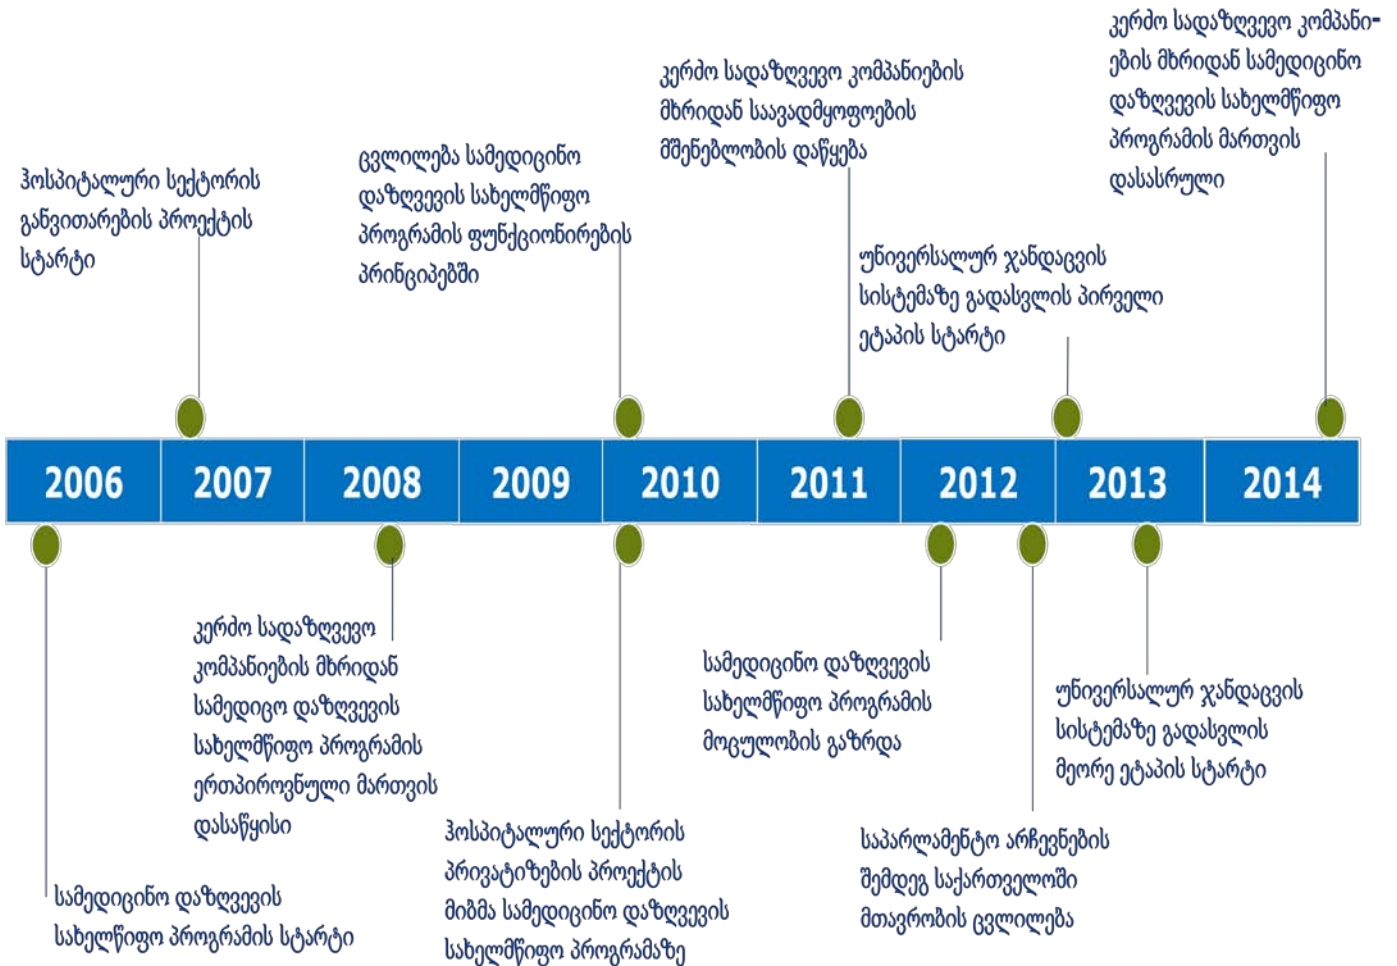 კერძო სადაზღვევო კომპანი-
ების მხრიდან სამედიცინო
დაზღვევის სახელმწიფო
პროგრამის მართვის
დასასრული
კერძო სადაზღვევო კომპანიების
მხრიდან საავადმყოფოების
მშენებლობის დაწყება
ცვლილება სამედიცინო
დაზღვევის სახელმწიფო
პროგრამის ფუნქციონირების
პრინციპებში
ჰოსპიტალური სექტორის
განვითარების პროექტის
სტარტი
უნივერსალურ ჯანდაცვის
სისტემაზე გადასვლის პირველი
ეტაპის სტარტი
2006 2007 2008 2009 2010 2011 2012 2013 2014
კერძო სადაზღვევო
კომპანიების მხრიდან
სამედიცო დაზღვევის
სახელმწიფო პროგრამის
ერთპიროვნული მართვის
დასაწყისი
სამედიცინო დაზღვევის
სახელმწიფო პროგრამის
მოცულობის გაზრდა
უნივერსალურ ჯანდაცვის
სისტემაზე გადასვლის
მეორე ეტაპის სტარტი
ჰოსპიტალური სექტორის
პრივატიზების პროექტის
მიბმა სამედიცინო დაზღვევის
სახელმწიფო პროგრამაზე
საპარლამენტო არჩევნების
შემდეგ საქართველოში
მთავრობის ცვლილება
სამედიცინო დაზღვევის
სახელწიფო პროგრამის სტარტი